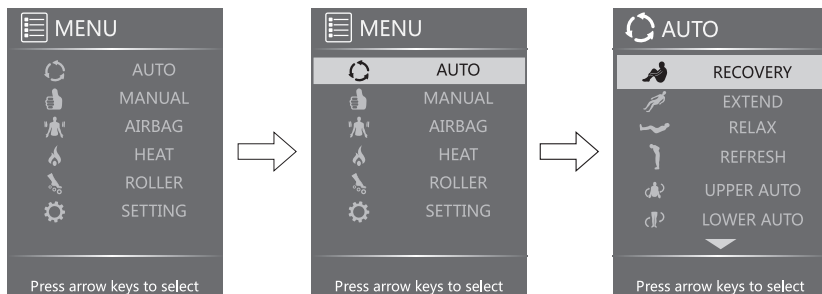 MENU
AUTO
MANUAL
AIRBAG
HEAT
ROLLER
SETTING
Press arrow keys to select
MENU
AUTO
MANUAL
AIRBAG
HEAT
ROLLER
SETTING
Press arrow keys to select
AUTO
RECOVERY
EXTEND
RELAX
REFRESH
UPPER AUTO
LOWER AUTO
Press arrow keys to select